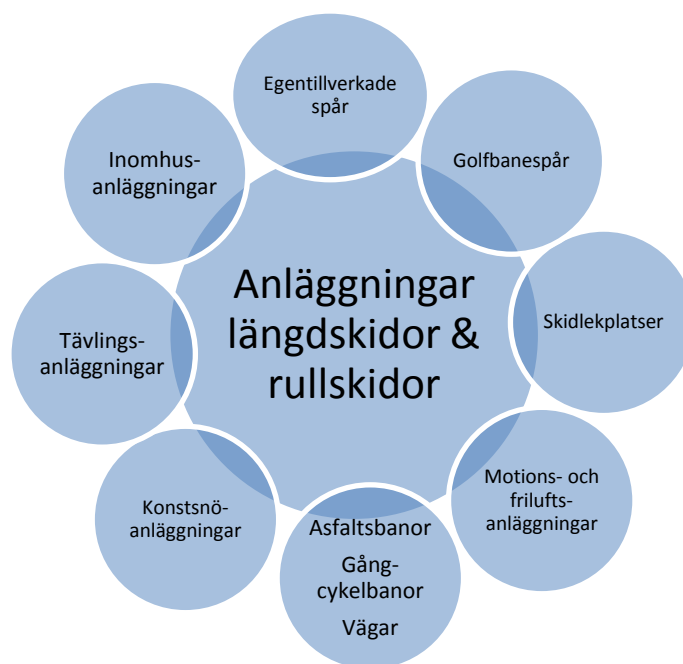 Egentillverkade
spår
Golfbanespår
Skidlekplatser
Motions- och
frilufts-
anläggningar
Asfaltsbanor
Gång-
cykelbanor
Vägar
Konstsnö-
anläggningar
Tävlings-
anläggningar
Inomhus-
anläggningar
Anläggningar
längdskidor &
rullskidor